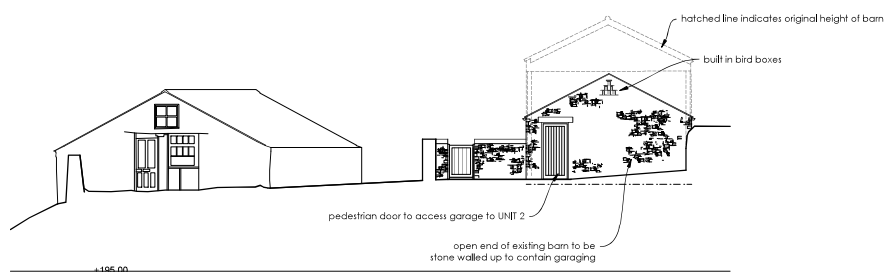 hatched line indicates original height of barn
built in bird boxes
pedestrian door to access garage to UNIT 2
open end of existing barn to be
stone walled up to contain garaging
+195.00